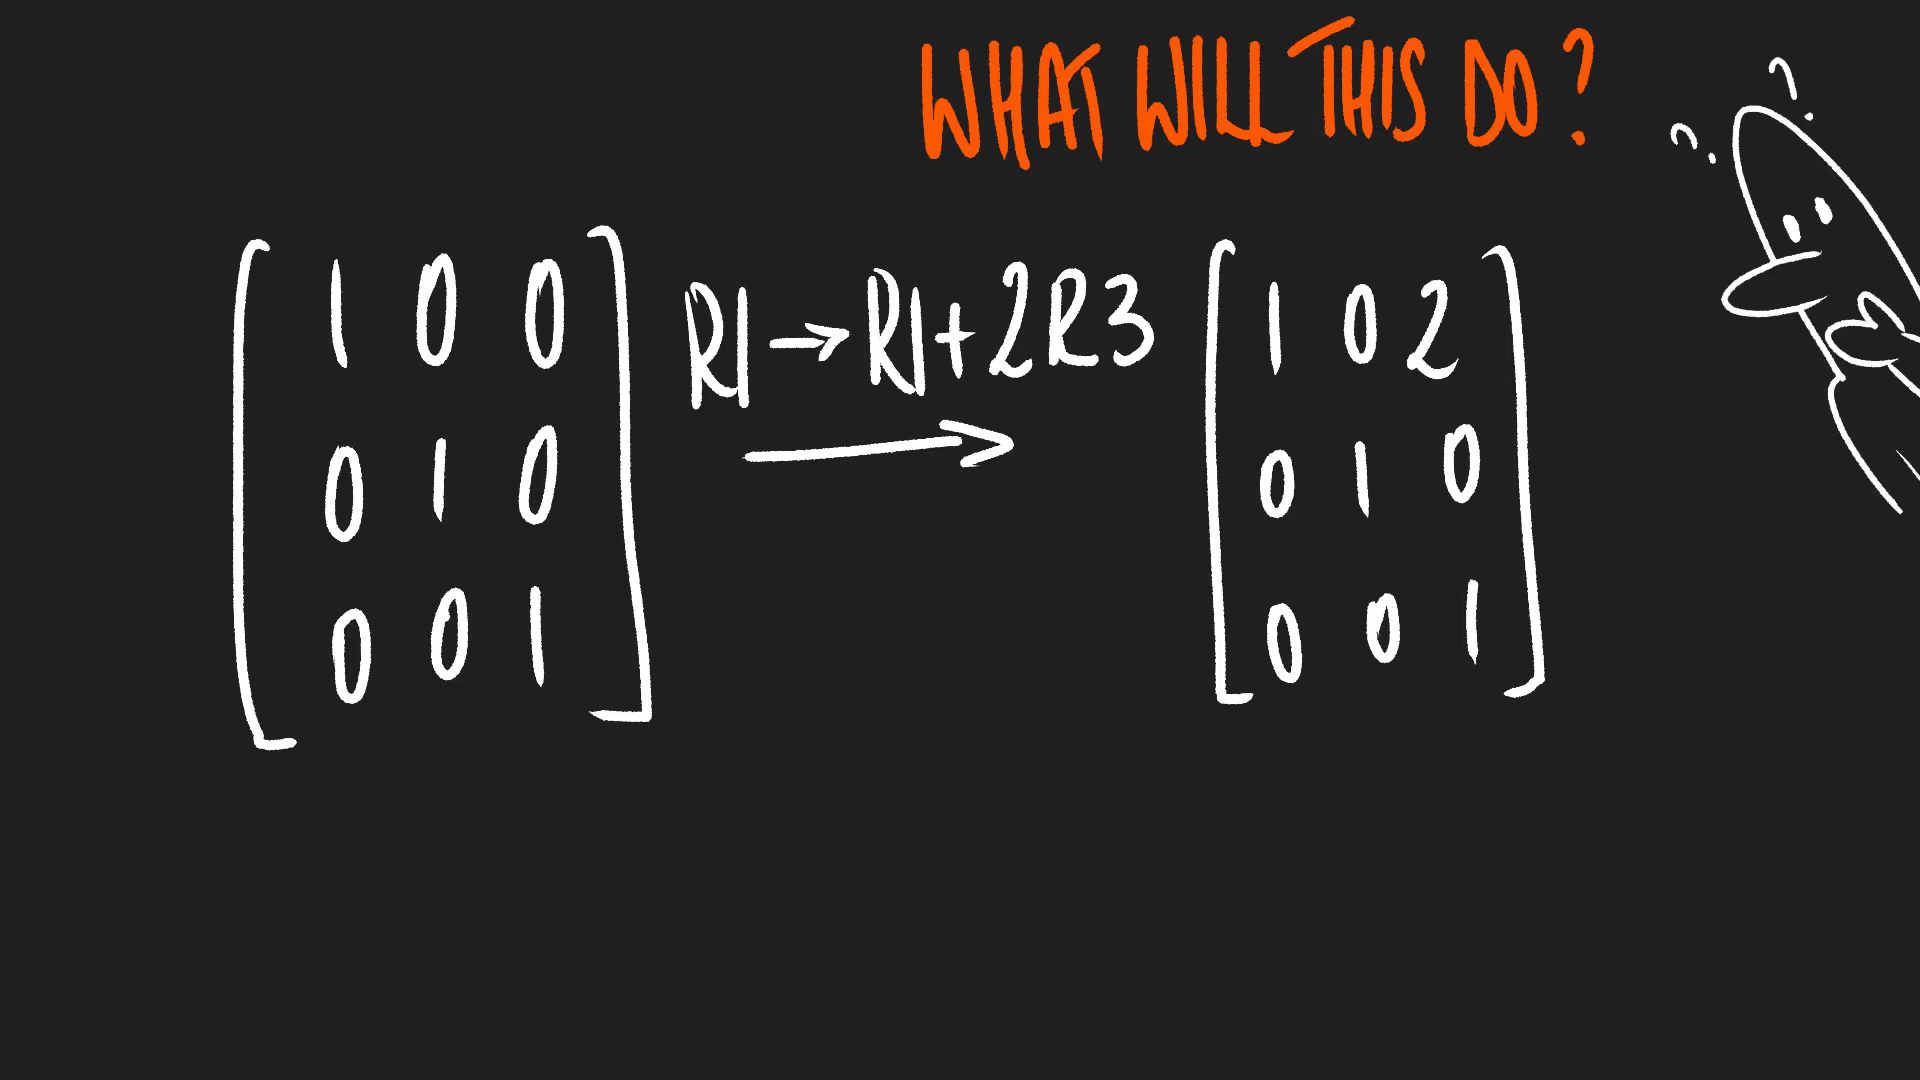 WHAT WILL THIS DO?
? ?
1 0 0 R1→R1+2R3 1 0 2
0 1 0 0 1 0
0 0 1 0 0 1